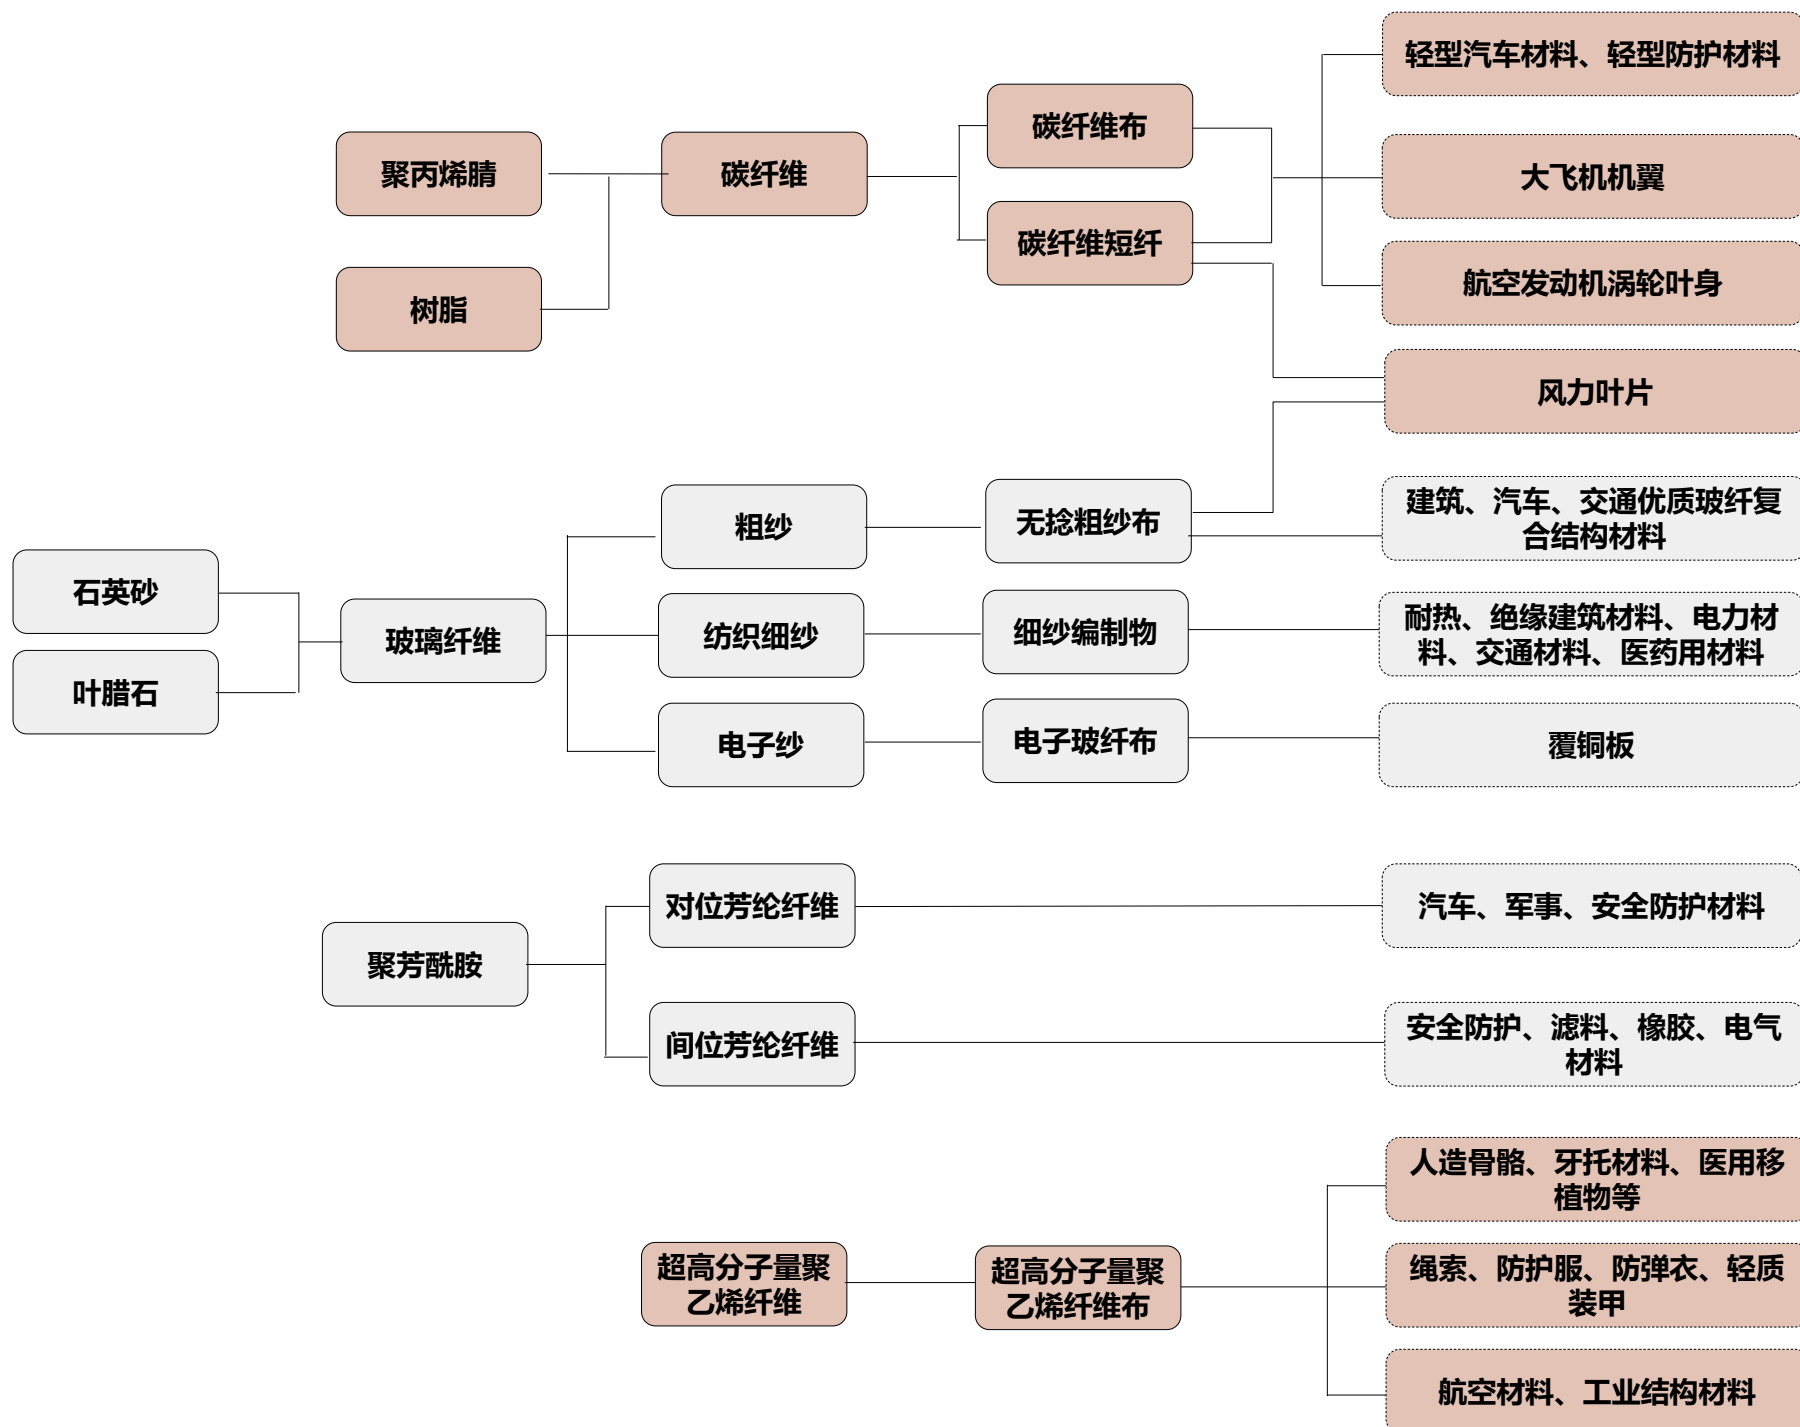 轻型汽车材料、轻型防护材料
碳纤维布
聚丙烯腈
碳纤维
大飞机机翼
碳纤维短纤
航空发动机涡轮叶身
树脂
风力叶片
粗纱
无捻粗纱布
建筑、汽车、交通优质玻纤复
合结构材料
石英砂
玻璃纤维
纺织细纱
细纱编制物
耐热、绝缘建筑材料、电力材
料、交通材料、医药用材料
叶腊石
电子纱
电子玻纤布
覆铜板
对位芳纶纤维
汽车、军事、安全防护材料
聚芳酰胺
间位芳纶纤维
安全防护、滤料、橡胶、电气
材料
人造骨骼、牙托材料、医用移
植物等
超高分子量聚
乙烯纤维
超高分子量聚
乙烯纤维布
绳索、防护服、防弹衣、轻质
装甲
航空材料、工业结构材料